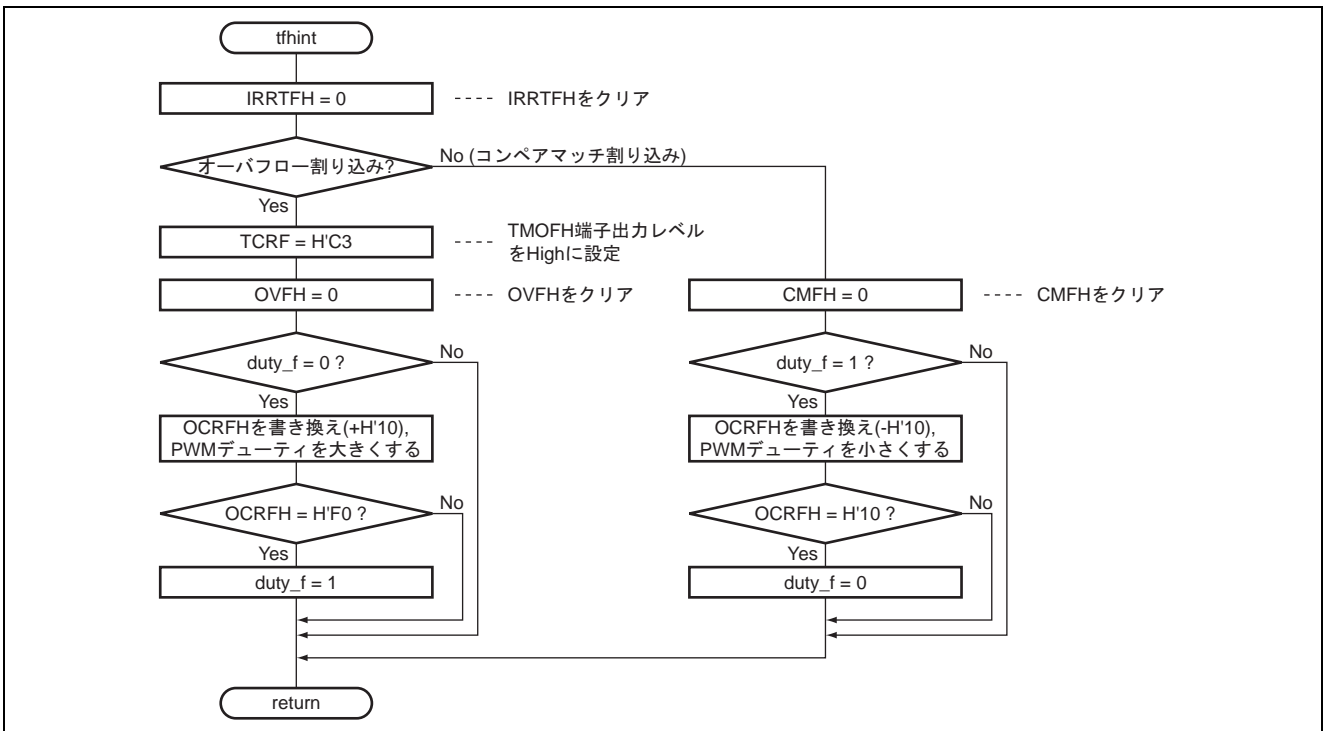 tfhint
IRRTFH = 0
---- IRRTFHをクリア
オーバフロー割り込み?
No (コンペアマッチ割り込み)
Yes
TCRF = H'C3
---- TMOFH端子出力レベル
をHighに設定
OVFH = 0
---- OVFHをクリア
CMFH = 0
---- CMFHをクリア
duty_f = 0 ?
No
Yes
duty_f = 1 ?
No
Yes
OCRFHを書き換え(+H'10),
PWMデューティを大きくする
OCRFHを書き換え(-H'10),
PWMデューティを小さくする
OCRFH = H'F0 ?
No
Yes
OCRFH = H'10 ?
No
Yes
duty_f = 1
duty_f = 0
return